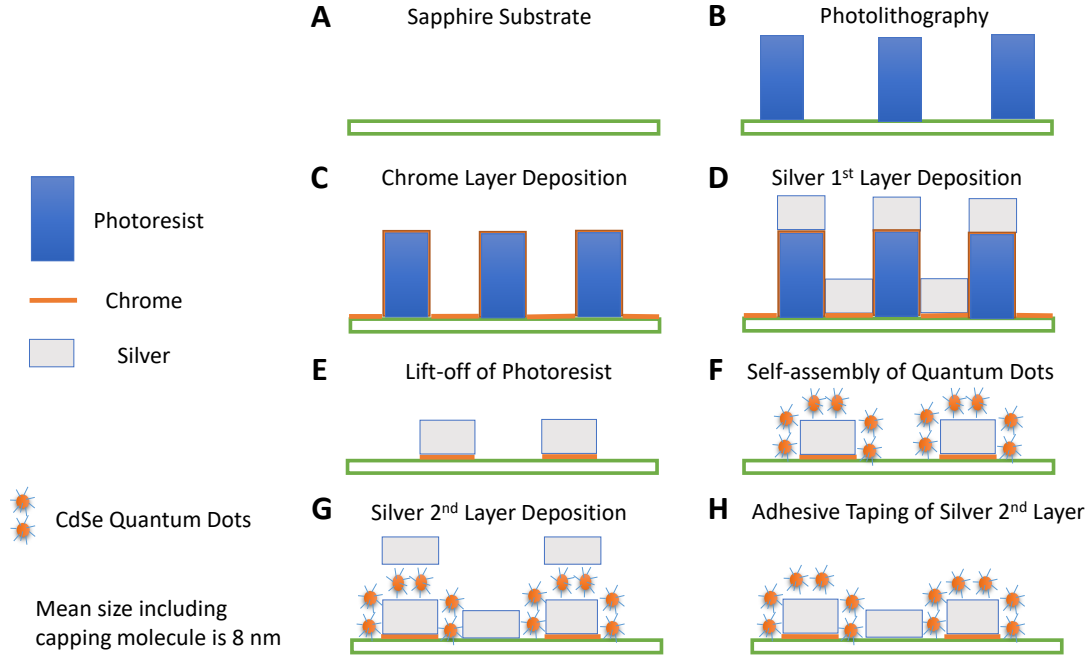 A Sapphire Substrate
B Photolithography
Photoresist
Chrome
Silver
C Chrome Layer Deposition
D Silver 1st Layer Deposition
E Lift-off of Photoresist
F Self-assembly of Quantum Dots
CdSe Quantum Dots
Mean size including
capping molecule is 8 nm
G Silver 2nd Layer Deposition
H Adhesive Taping of Silver 2nd Layer